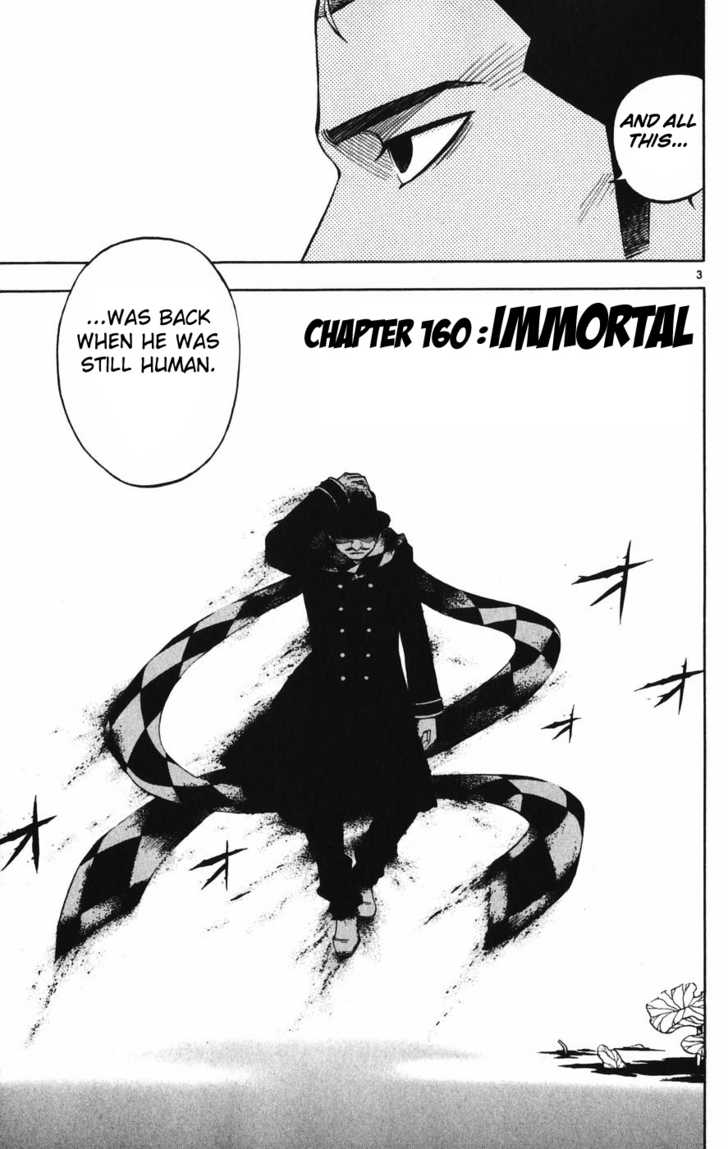 AND ALL
THIS...
3
CHAPTER 160 : IMMORTAL
...WAS BACK
WHEN HE WAS
STILL HUMAN.